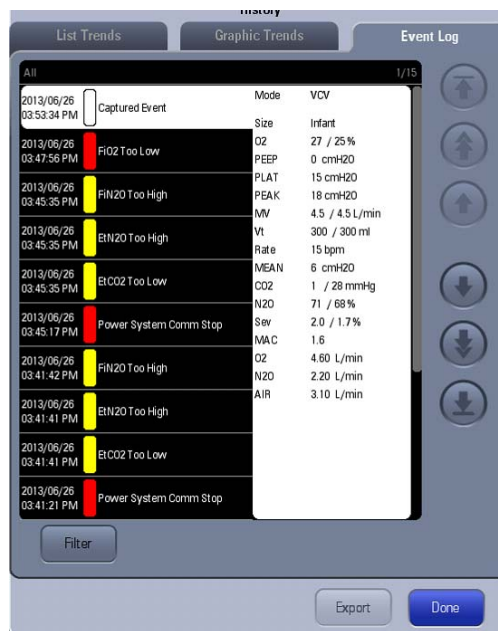 History
List Trends
Graphic Trends
Event Log
All
1/15
2013/06/26
03:53:34 PM
Captured Event
2013/06/26
03:47:56 PM
FiO2 Too Low
2013/06/26
03:45:35 PM
FiN2O Too High
2013/06/26
03:45:35 PM
EtN2O Too High
2013/06/26
03:45:35 PM
EtCO2 Too Low
2013/06/26
03:45:17 PM
Power System Comm Stop
2013/06/26
03:41:42 PM
FiN2O Too High
2013/06/26
03:41:41 PM
EtN2O Too High
2013/06/26
03:41:41 PM
EtCO2 Too Low
2013/06/26
03:41:21 PM
Power System Comm Stop
Mode VCV
Size Infant
O2 27 / 25 %
PEEP 0 cmH2O
PLAT 15 cmH2O
PEAK 18 cmH2O
MV 4.5 / 4.5 L/min
Vt 300 / 300 ml
Rate 15 bpm
MEAN 6 cmH2O
CO2 1 / 28 mmHg
N2O 71 / 68 %
Sev 2.0 / 1.7 %
MAC 1.6
O2 4.60 L/min
N2O 2.20 L/min
AIR 3.10 L/min
Filter
Export
Done